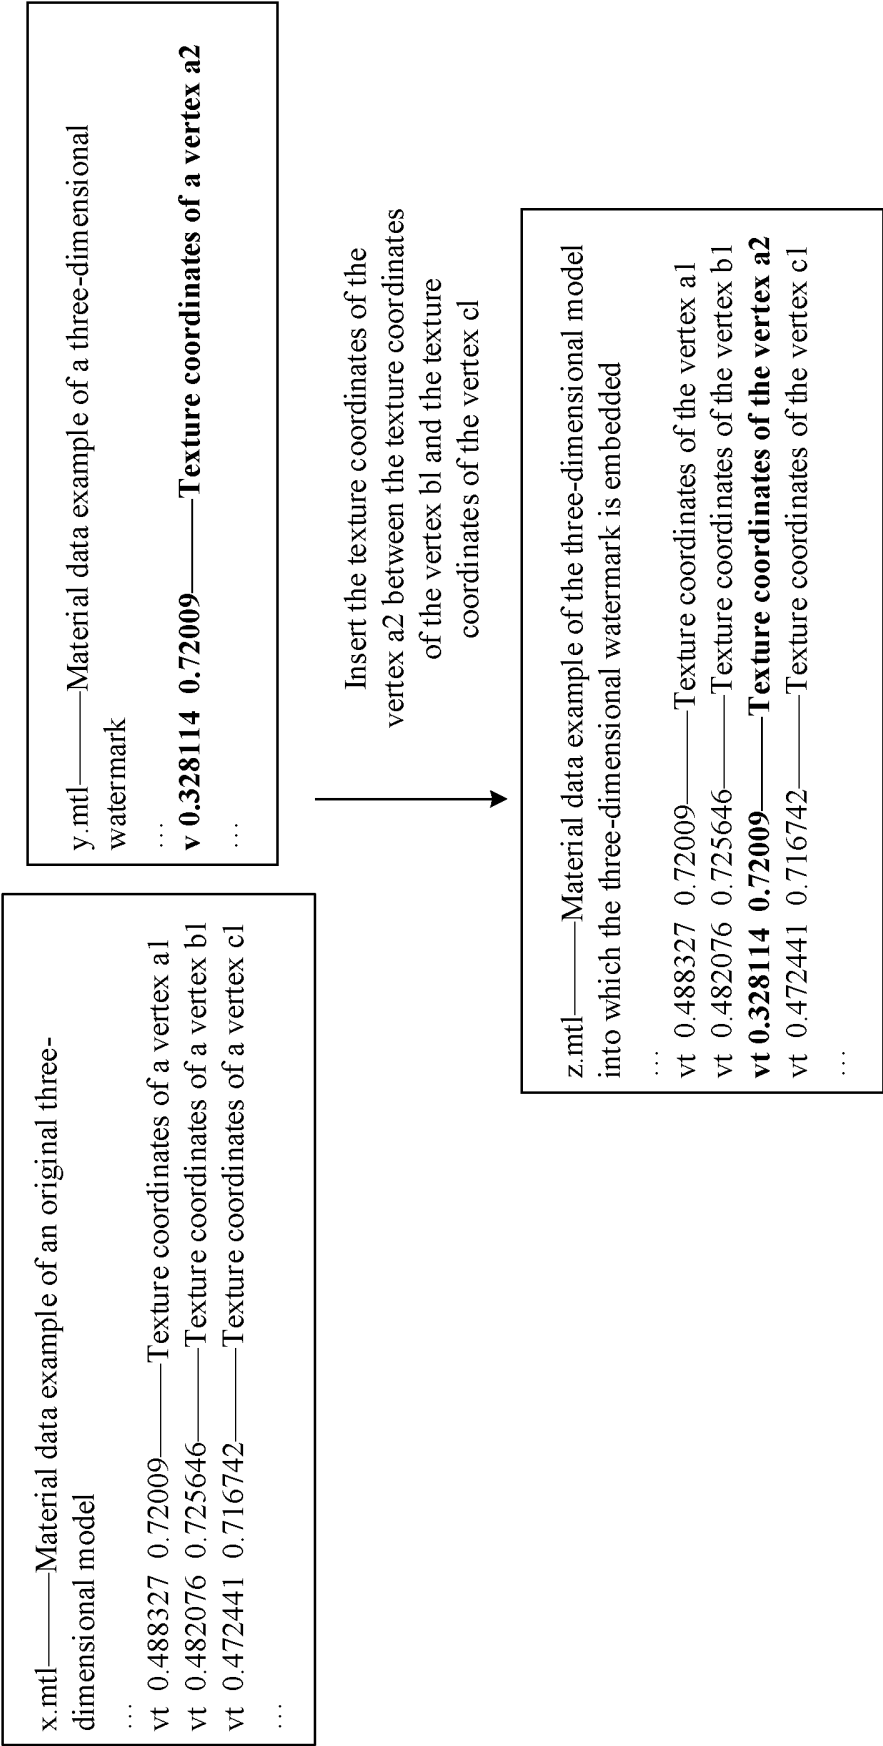 x.mtl———Material data example of an original three-
dimensional model
…
vt 0.488327 0.72009———Texture coordinates of a vertex a1
vt 0.482076 0.725646———Texture coordinates of a vertex b1
vt 0.472441 0.716742———Texture coordinates of a vertex c1
…
y.mtl———Material data example of a three-dimensional
watermark
…
v 0.328114 0.72009———Texture coordinates of a vertex a2
…
Insert the texture coordinates of the
vertex a2 between the texture coordinates
of the vertex bl and the texture
coordinates of the vertex cl
z.mtl———Material data example of the three-dimensional model
into which the three-dimensional watermark is embedded
…
vt 0.488327 0.72009———Texture coordinates of the vertex a1
vt 0.482076 0.725646———Texture coordinates of the vertex b1
vt 0.328114 0.72009———Texture coordinates of the vertex a2
vt 0.472441 0.716742———Texture coordinates of the vertex c1
…